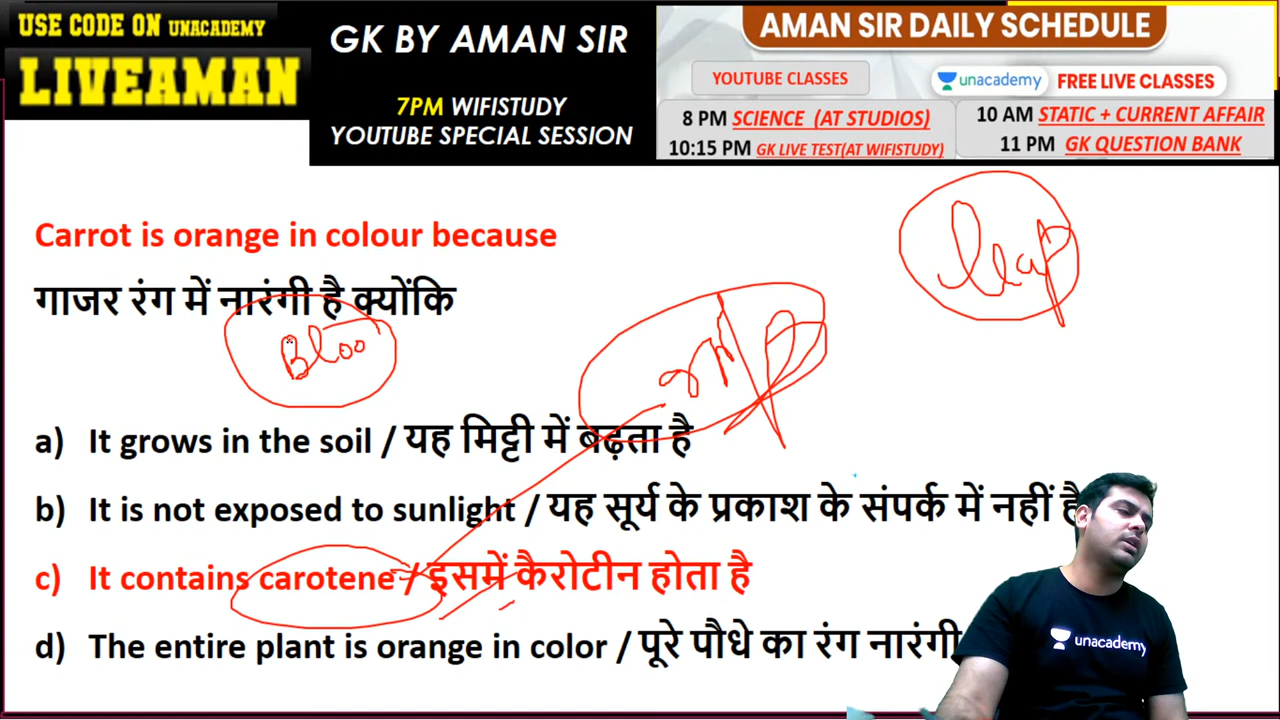 USE CODE ON UNACADEMY
LIVEAMAN
GK BY AMAN SIR
7PM WIFISTUDY
YOUTUBE SPECIAL SESSION
AMAN SIR DAILY SCHEDULE
YOUTUBE CLASSES
unacademy FREE LIVE CLASSES
8 PM SCIENCE (AT STUDIOS)
10:15 PM GK LIVE TEST(AT WIFISTUDY)
10 AM STATIC + CURRENT AFFAIR
11 PM GK QUESTION BANK
Carrot is orange in colour because
गाजर रंग में नारंगी है क्योंकि
Bloo
a) It grows in the soil / यह मिट्टी में बढ़ता है
b) It is not exposed to sunlight / यह सूर्य के प्रकाश के संपर्क में नहीं है
c) It contains carotene / इसमें कैरोटीन होता है
d) The entire plant is orange in color / पूरे पौधे का रंग नारंगी
unacademy